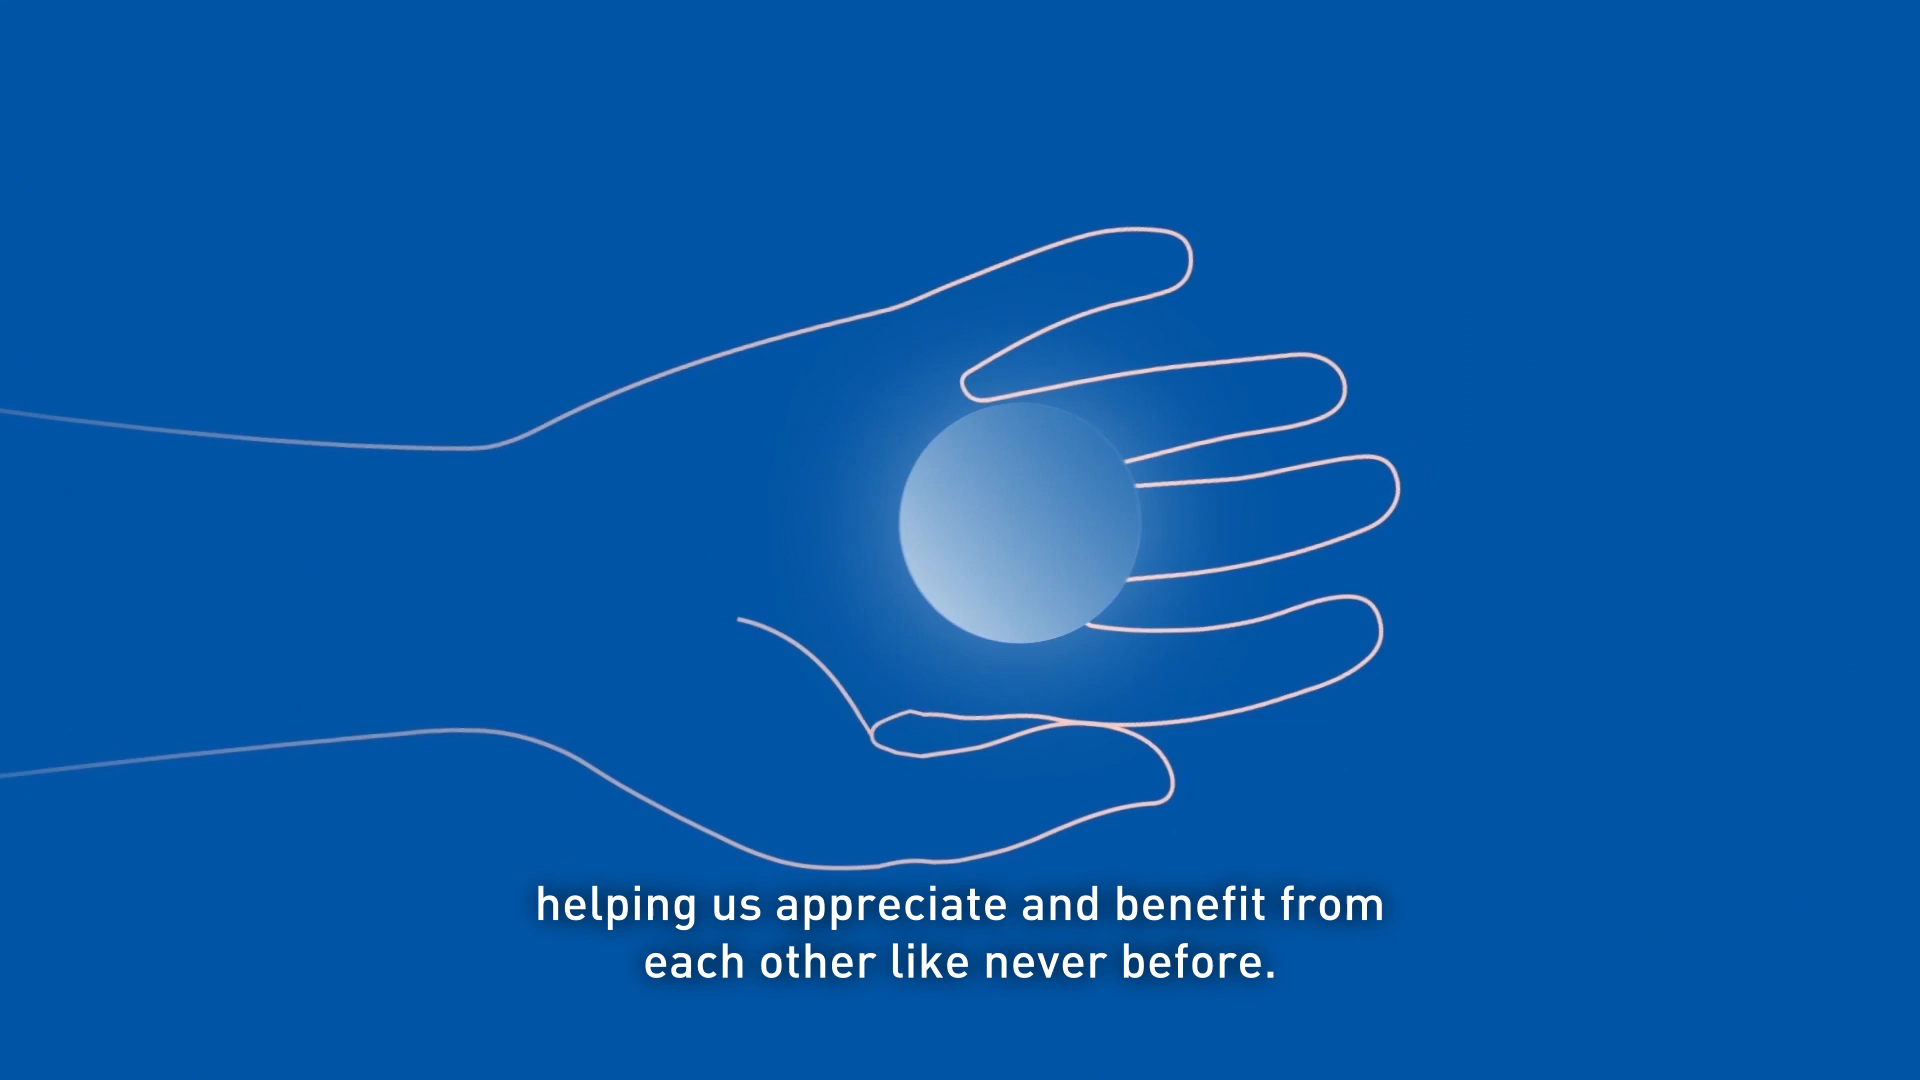 helping us appreciate and benefit from
each other like never before.